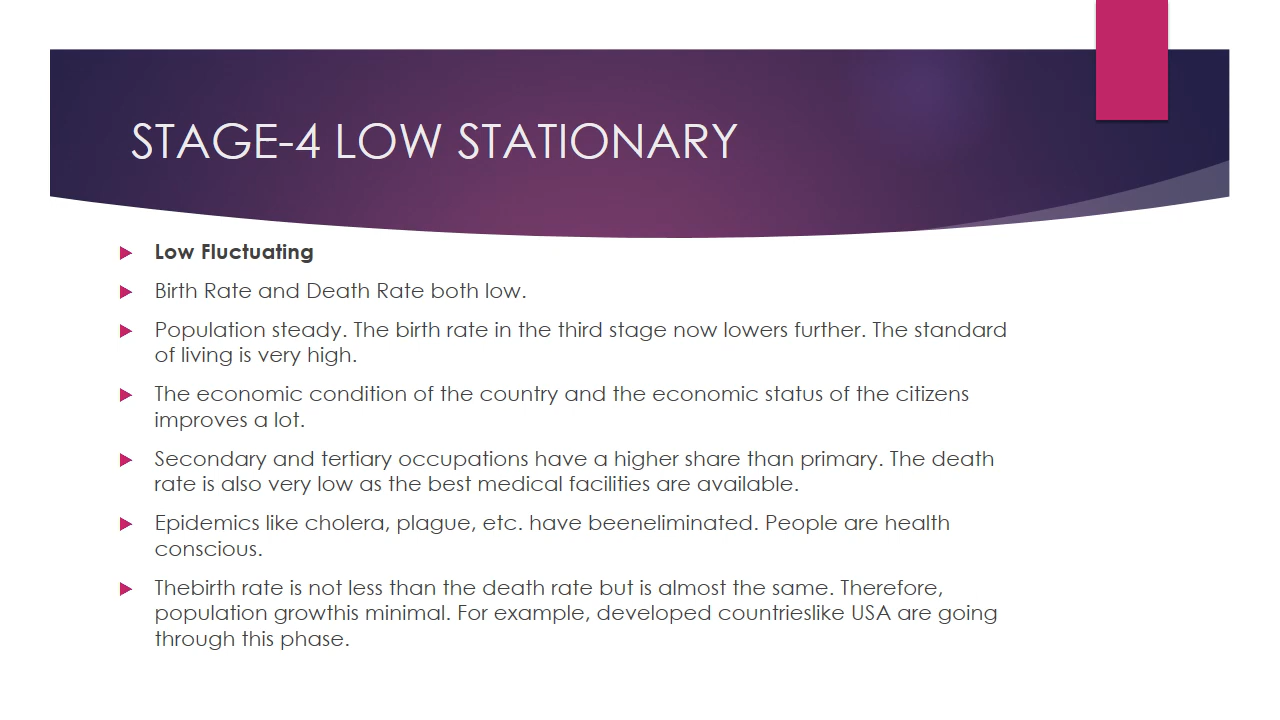 STAGE-4 LOW STATIONARY
Low Fluctuating
Birth Rate and Death Rate both low.
Population steady. The birth rate in the third stage now lowers further. The standard
of living is very high.
The economic condition of the country and the economic status of the citizens
improves a lot.
Secondary and tertiary occupations have a higher share than primary. The death
rate is also very low as the best medical facilities are available.
Epidemics like cholera, plague, etc. have beeneliminated. People are health
conscious.
Thebirth rate is not less than the death rate but is almost the same. Therefore,
population growthis minimal. For example, developed countrieslike USA are going
through this phase.